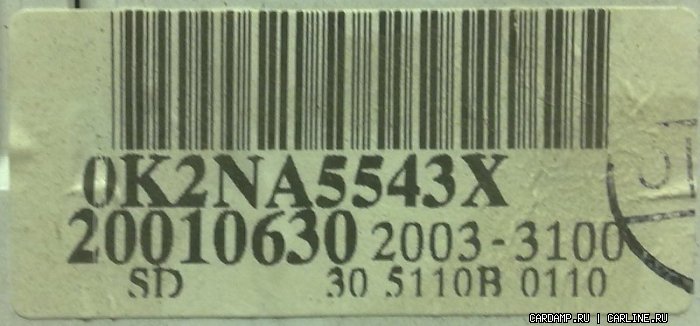 0K2NA5543X
20010630 2003-3100
SD 30 5110B 0110
CARDAMP.RU | CARLINE.RU